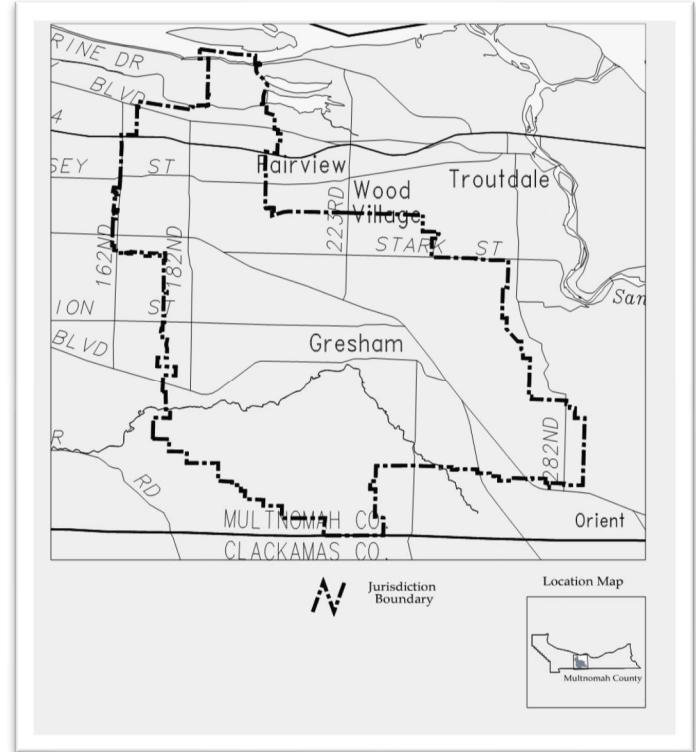 RINE DR
BLVD
4
SEY ST
Fairview
Wood
Village
Troutdale
223RD
STARK ST
162ND
182ND
San
ION ST
BLVD
Gresham
R
RD
282ND
MULTNOMAH CO.
CLACKAMAS CO.
Orient
Jurisdiction
Boundary
Location Map
Multnomah County